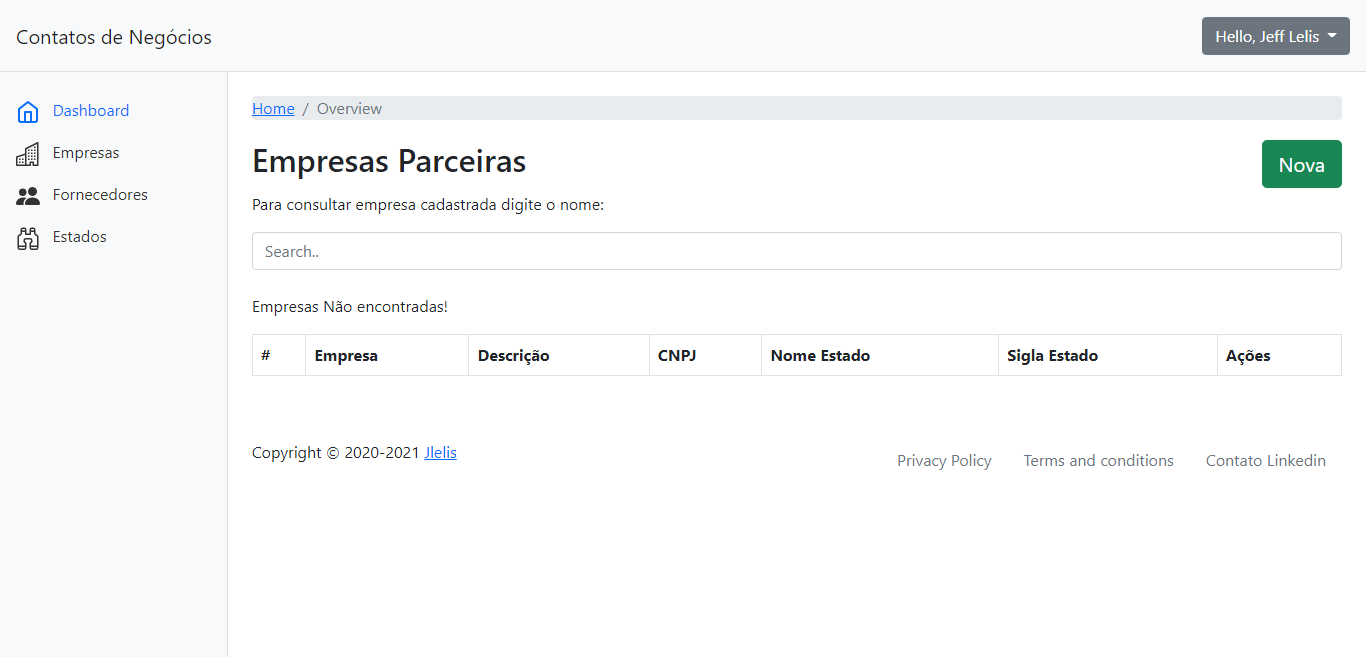 Contatos de Negócios
Hello, Jeff Lelis
Dashboard
Empresas
Fornecedores
Estados
Home / Overview
Empresas Parceiras
Nova
Para consultar empresa cadastrada digite o nome:
Search..
Empresas Não encontradas!
# Empresa Descrição CNPJ Nome Estado Sigla Estado Ações
Copyright © 2020-2021 Jlelis
Privacy Policy Terms and conditions Contato Linkedin